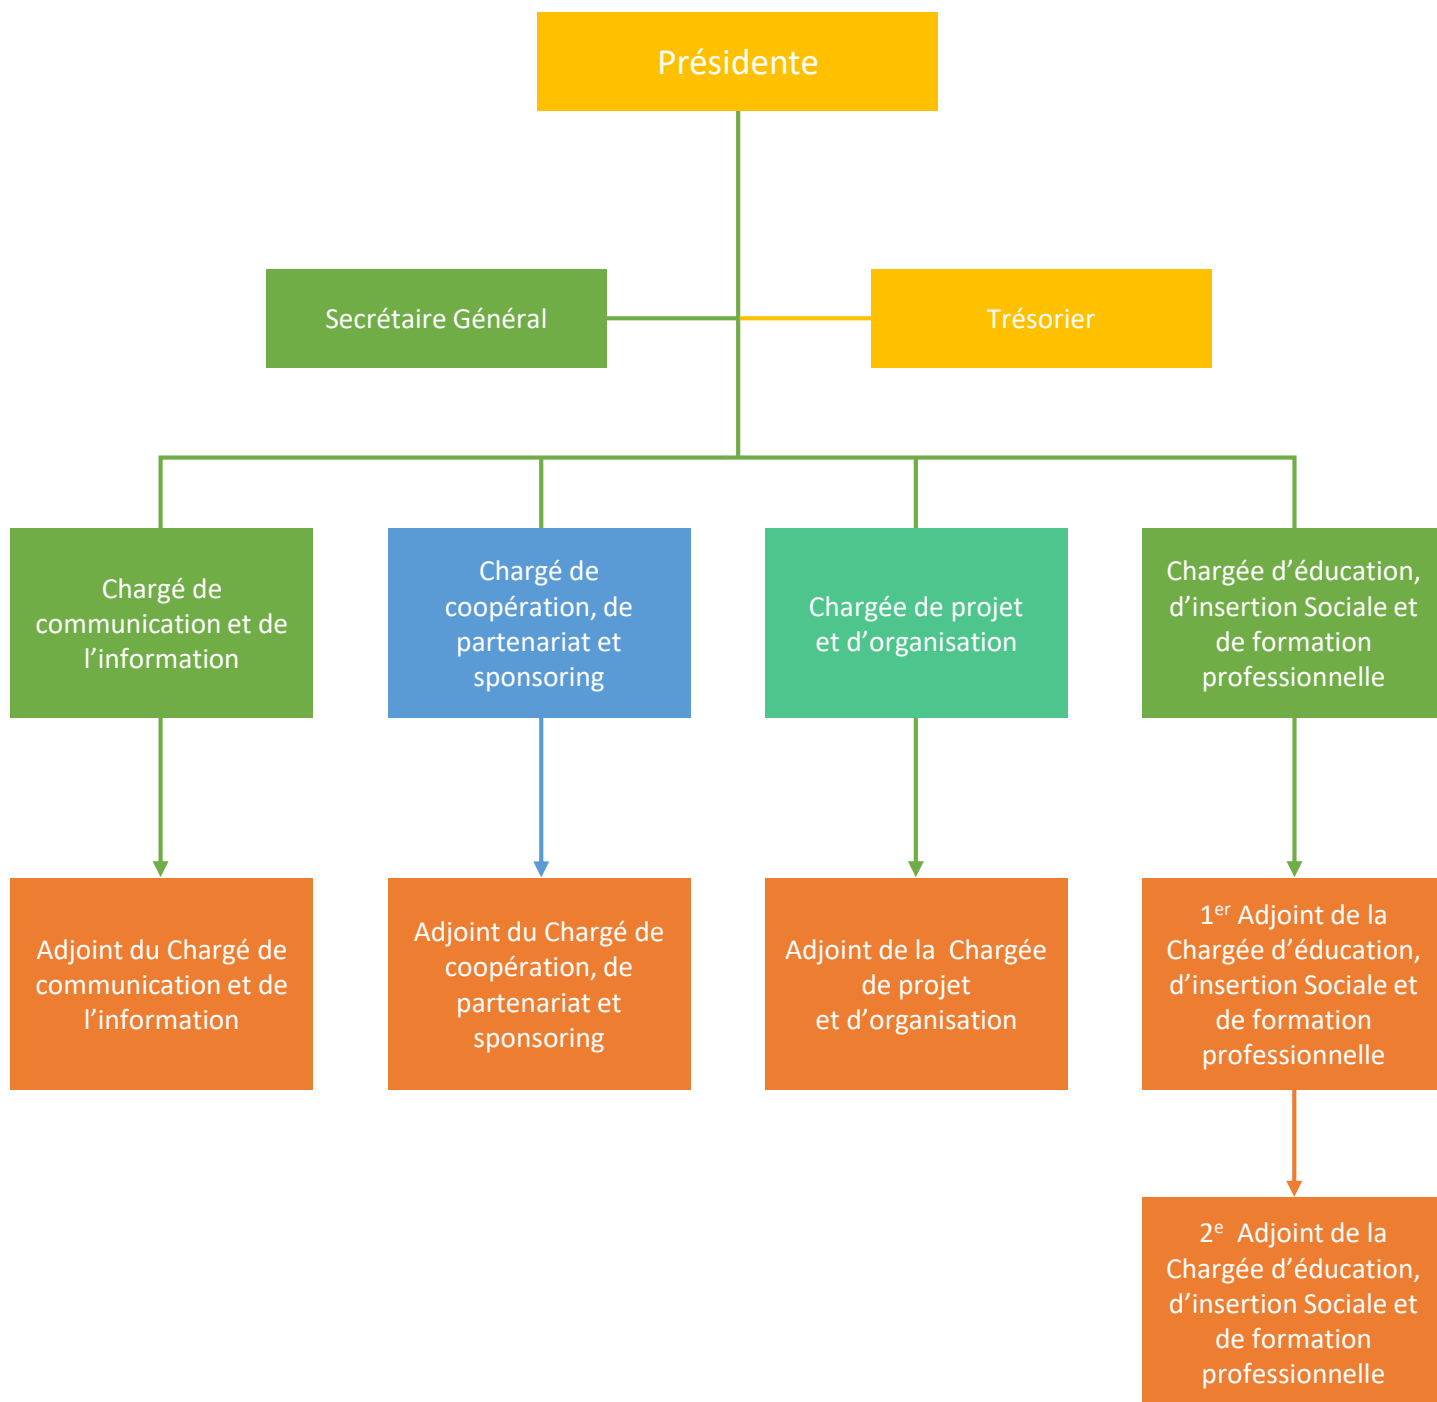 Présidente
Secrétaire Général
Trésorier
Chargé de
communication et de
l’information
Chargé de
coopération, de
partenariat et
sponsoring
Chargée de projet
et d’organisation
Chargée d’éducation,
d’insertion Sociale et
de formation
professionnelle
Adjoint du Chargé de
communication et de
l’information
Adjoint du Chargé de
coopération, de
partenariat et
sponsoring
Adjoint de la  Chargée
de projet
et d’organisation
1er Adjoint de la
Chargée d’éducation,
d’insertion Sociale et
de formation
professionnelle
2e  Adjoint de la
Chargée d’éducation,
d’insertion Sociale et
de formation
professionnelle